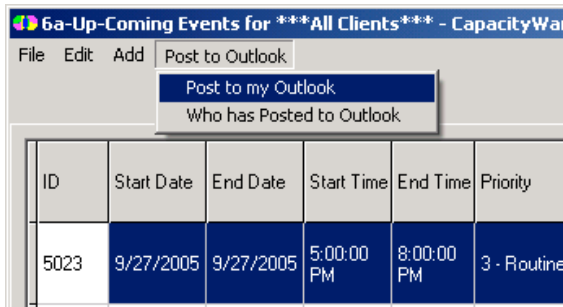 6a-Up-Coming Events for ***All Clients*** - CapacityWar
File Edit Add Post to Outlook
Post to my Outlook
Who has Posted to Outlook
ID Start Date End Date Start Time End Time Priority
5023 9/27/2005 9/27/2005 5:00:00 PM 8:00:00 PM 3 - Routine